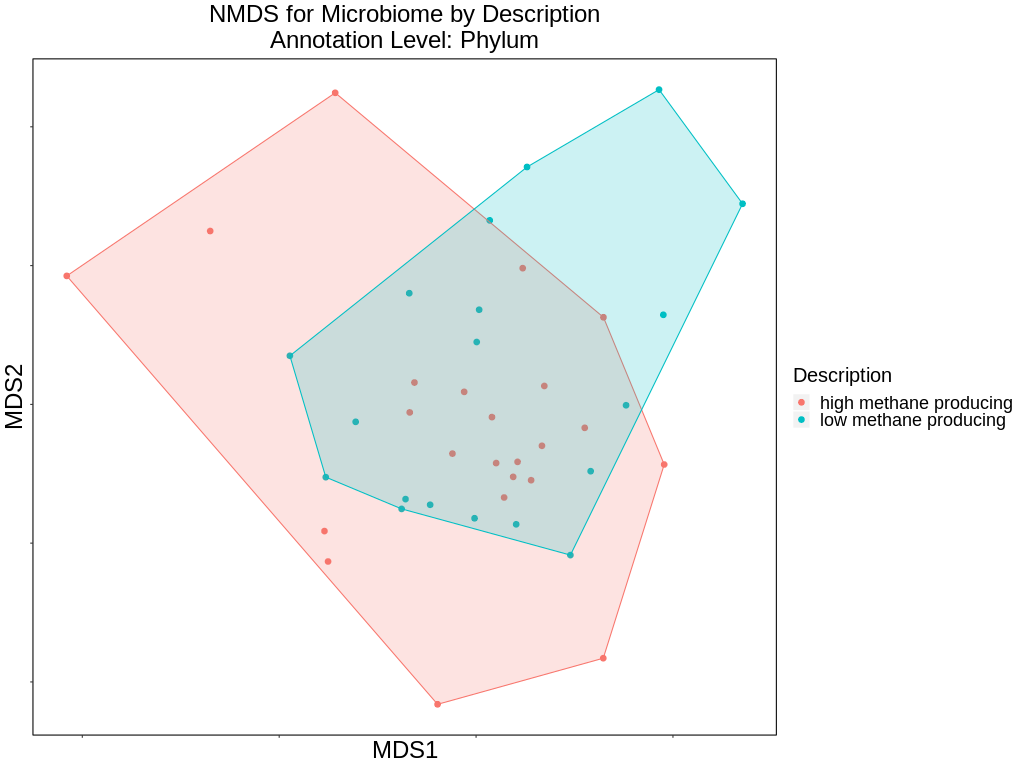 NMDS for Microbiome by Description
Annotation Level: Phylum
MDS2
MDS1
Description
high methane producing
low methane producing